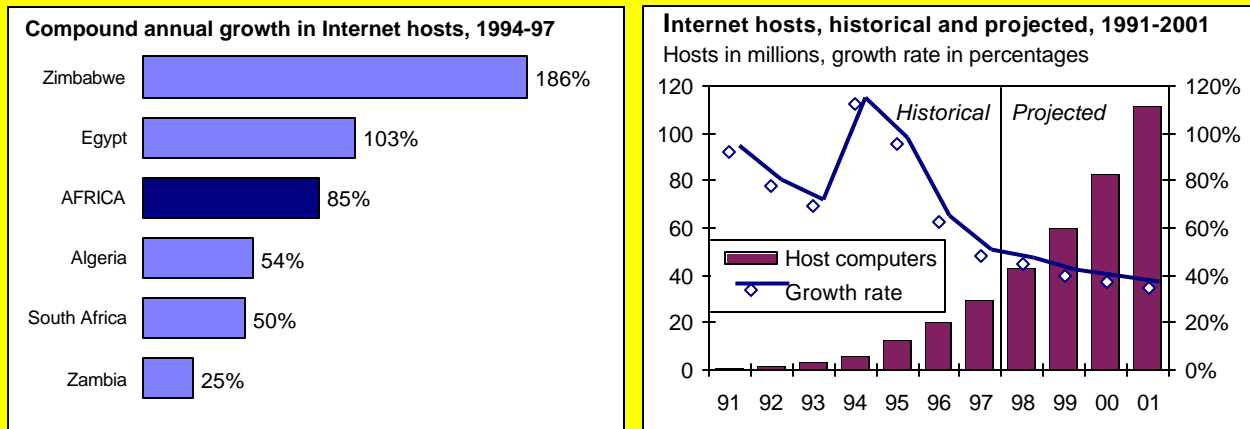 Compound annual growth in Internet hosts, 1994-97
Zimbabwe 186%
Egypt 103%
AFRICA 85%
Algeria 54%
South Africa 50%
Zambia 25%
Internet hosts, historical and projected, 1991-2001
Hosts in millions, growth rate in percentages
120 120%
Historical Projected
100 100%
80 80%
60 60%
Host computers
40 40%
Growth rate
20 20%
0 0%
91 92 93 94 95 96 97 98 99 00 01